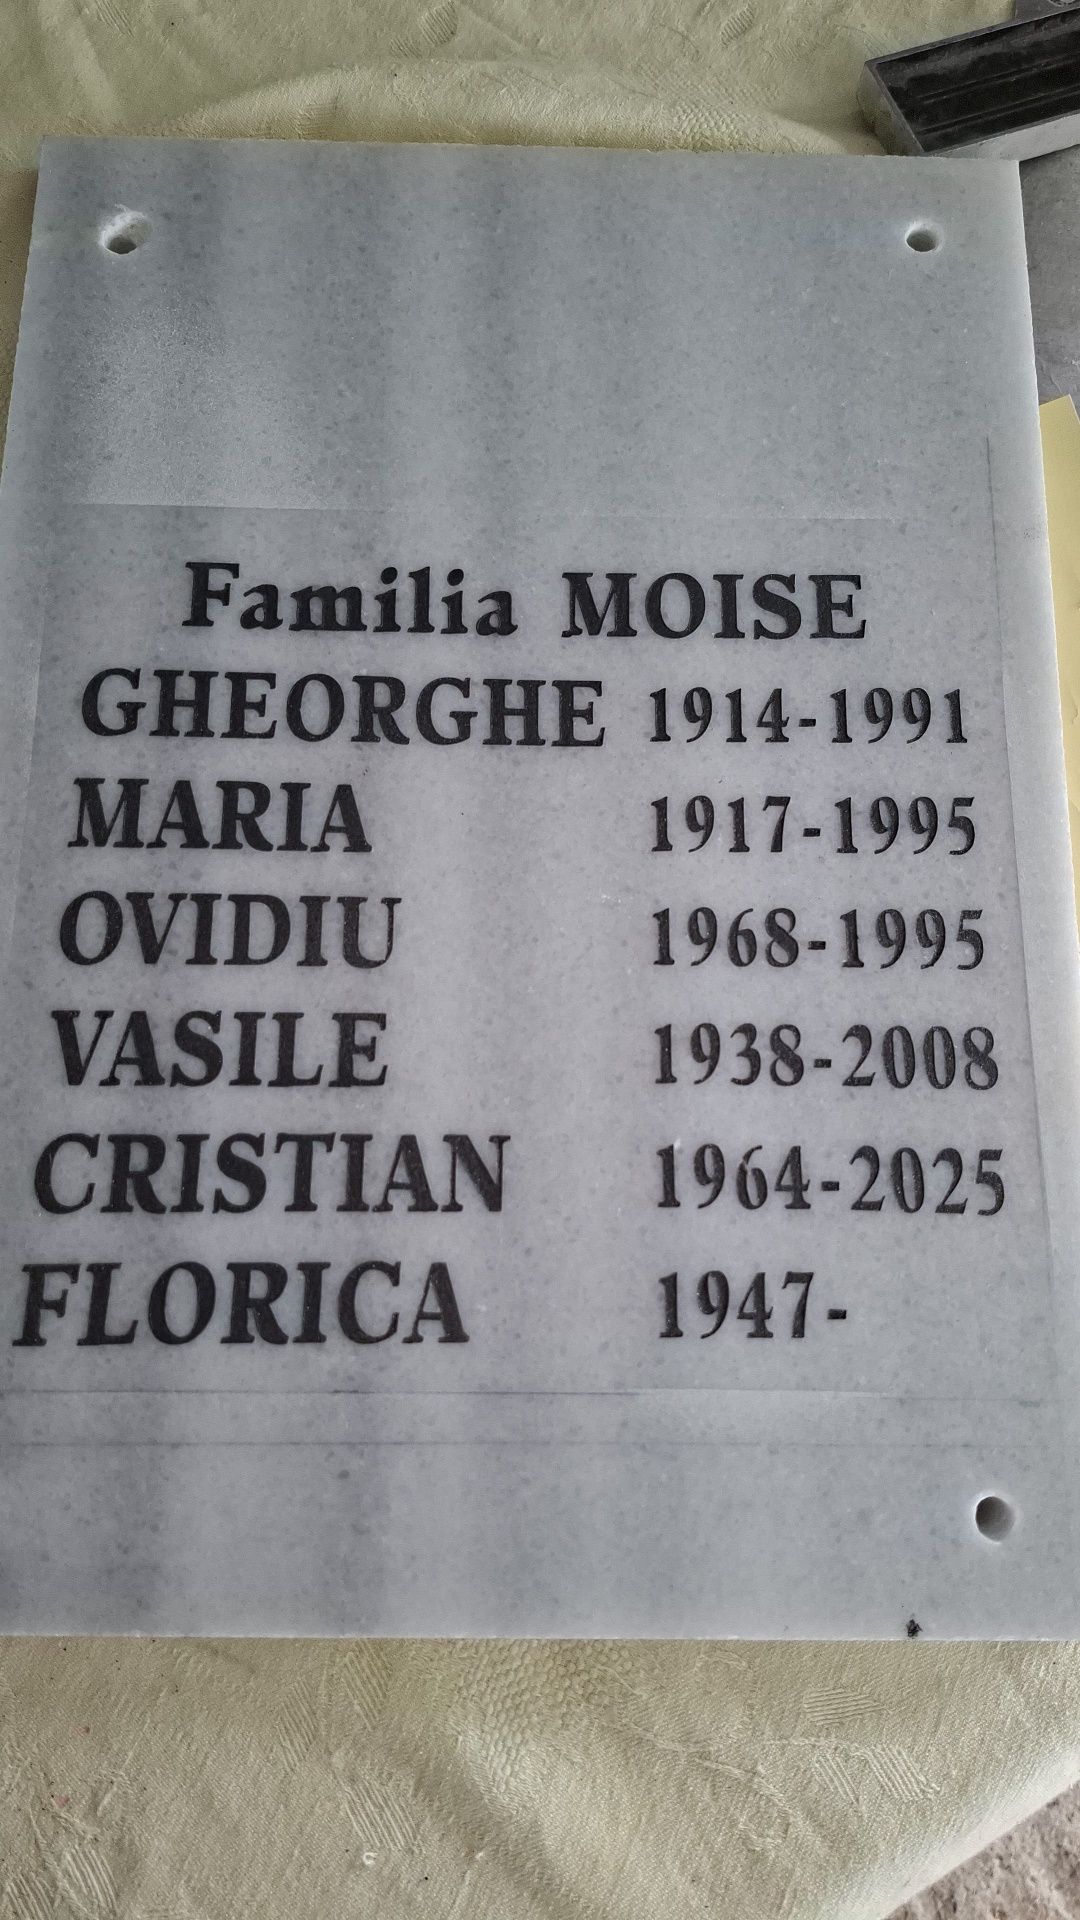 Familia MOISE
GHEORGHE 1914-1991
MARIA 1917-1995
OVIDIU 1968-1995
VASILE 1938-2008
CRISTIAN 1964-2025
FLORICA 1947-